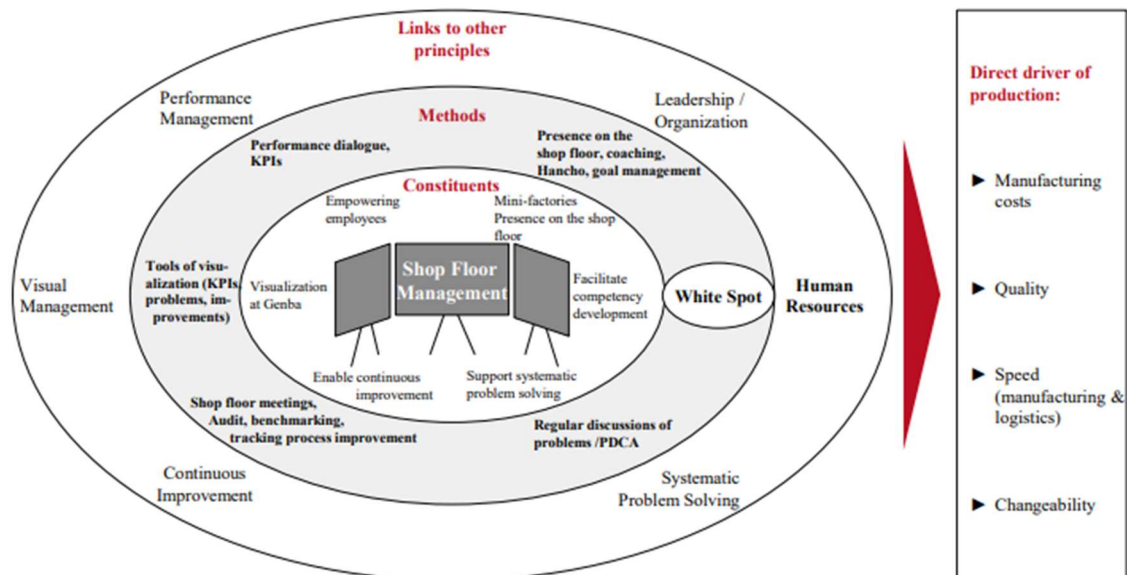 Links to other
principles
Performance
Management
Leadership /
Organization
Methods
Performance dialogue,
KPIs
Presence on the
shop floor, coaching,
Hancho, goal management
Constituents
Empowering
employees
Mini-factories
Presence on the shop
floor
Visual
Management
Tools of visu-
alization (KPIs,
problems, im-
provements)
Visualization
at Genba
Shop Floor
Management
Facilitate
competency
development
White Spot
Human
Resources
Enable continuous
improvement
Support systematic
problem solving
Shop floor meetings,
Audit, benchmarking,
tracking process improvement
Regular discussions of
problems /PDCA
Continuous
Improvement
Systematic
Problem Solving
Direct driver of
production:
► Manufacturing
costs
► Quality
► Speed
(manufacturing &
logistics)
► Changeability